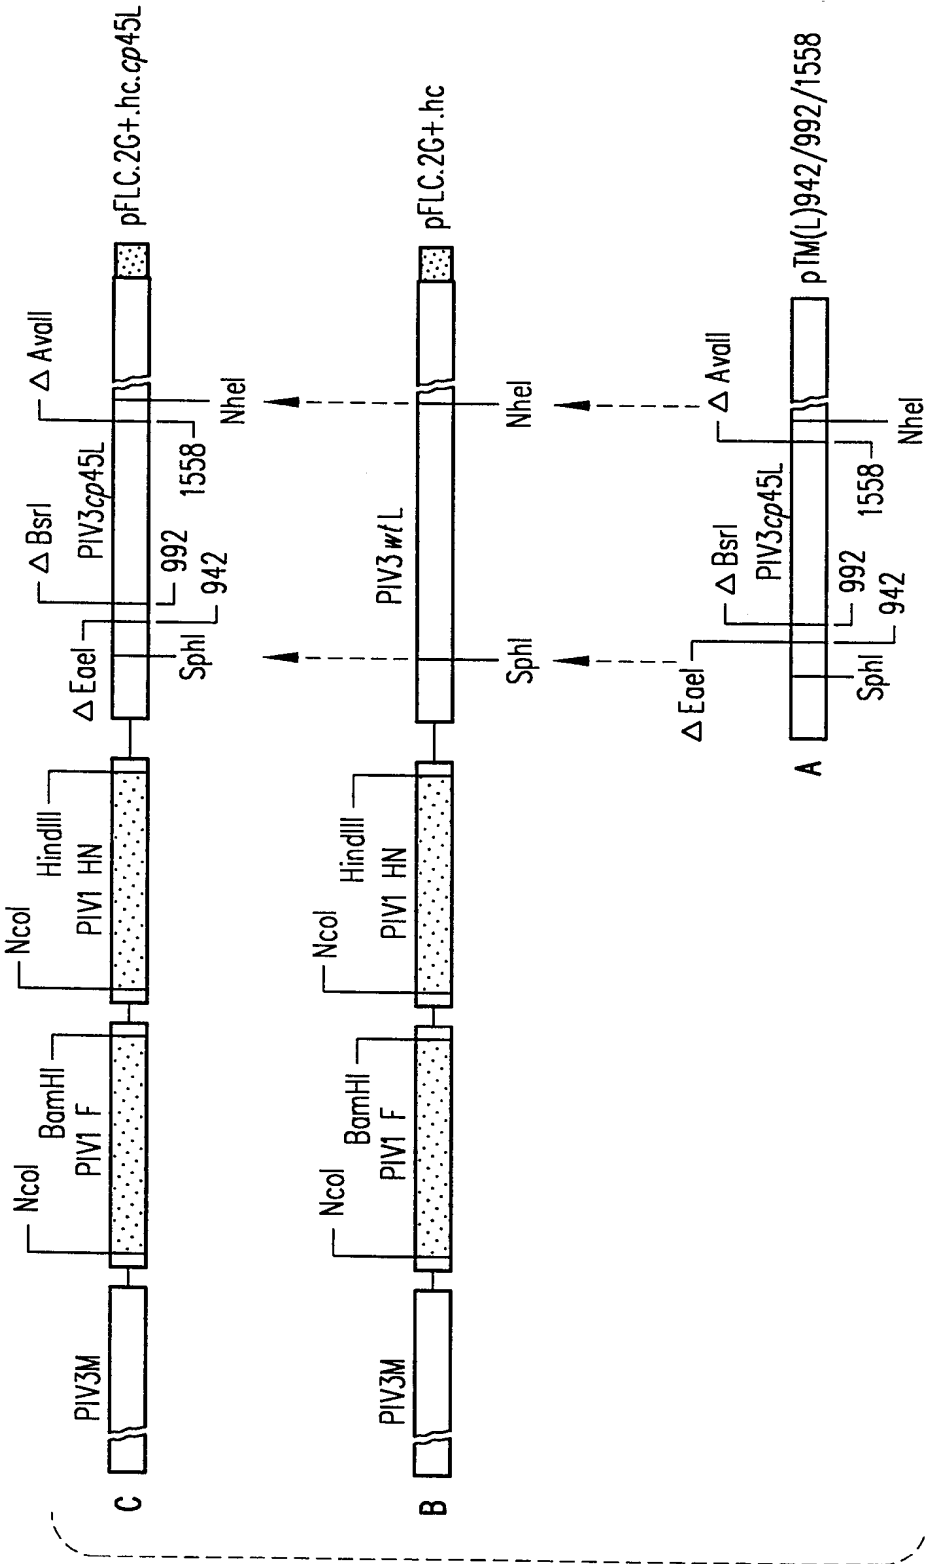 C
PIV3M
NcoI
BamHI
PIV1 F
NcoI
HindIII
PIV1 HN
Δ EaeI
Δ BsrI
PIV3cp45L
Δ AvaII
pFLC.2G+.hc.cp45L
SphI
942
992
1558
NheI
B
PIV3M
NcoI
BamHI
PIV1 F
NcoI
HindIII
PIV1 HN
PIV3wt L
pFLC.2G+.hc
SphI
NheI
A
Δ EaeI
Δ BsrI
PIV3cp45L
Δ AvaII
pTM(L)942/992/1558
SphI
942
992
1558
NheI